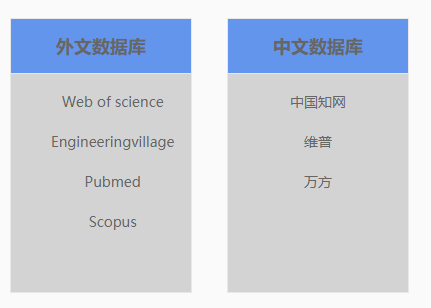 外文数据库
Web of science
Engineeringvillage
Pubmed
Scopus
中文数据库
中国知网
维普
万方